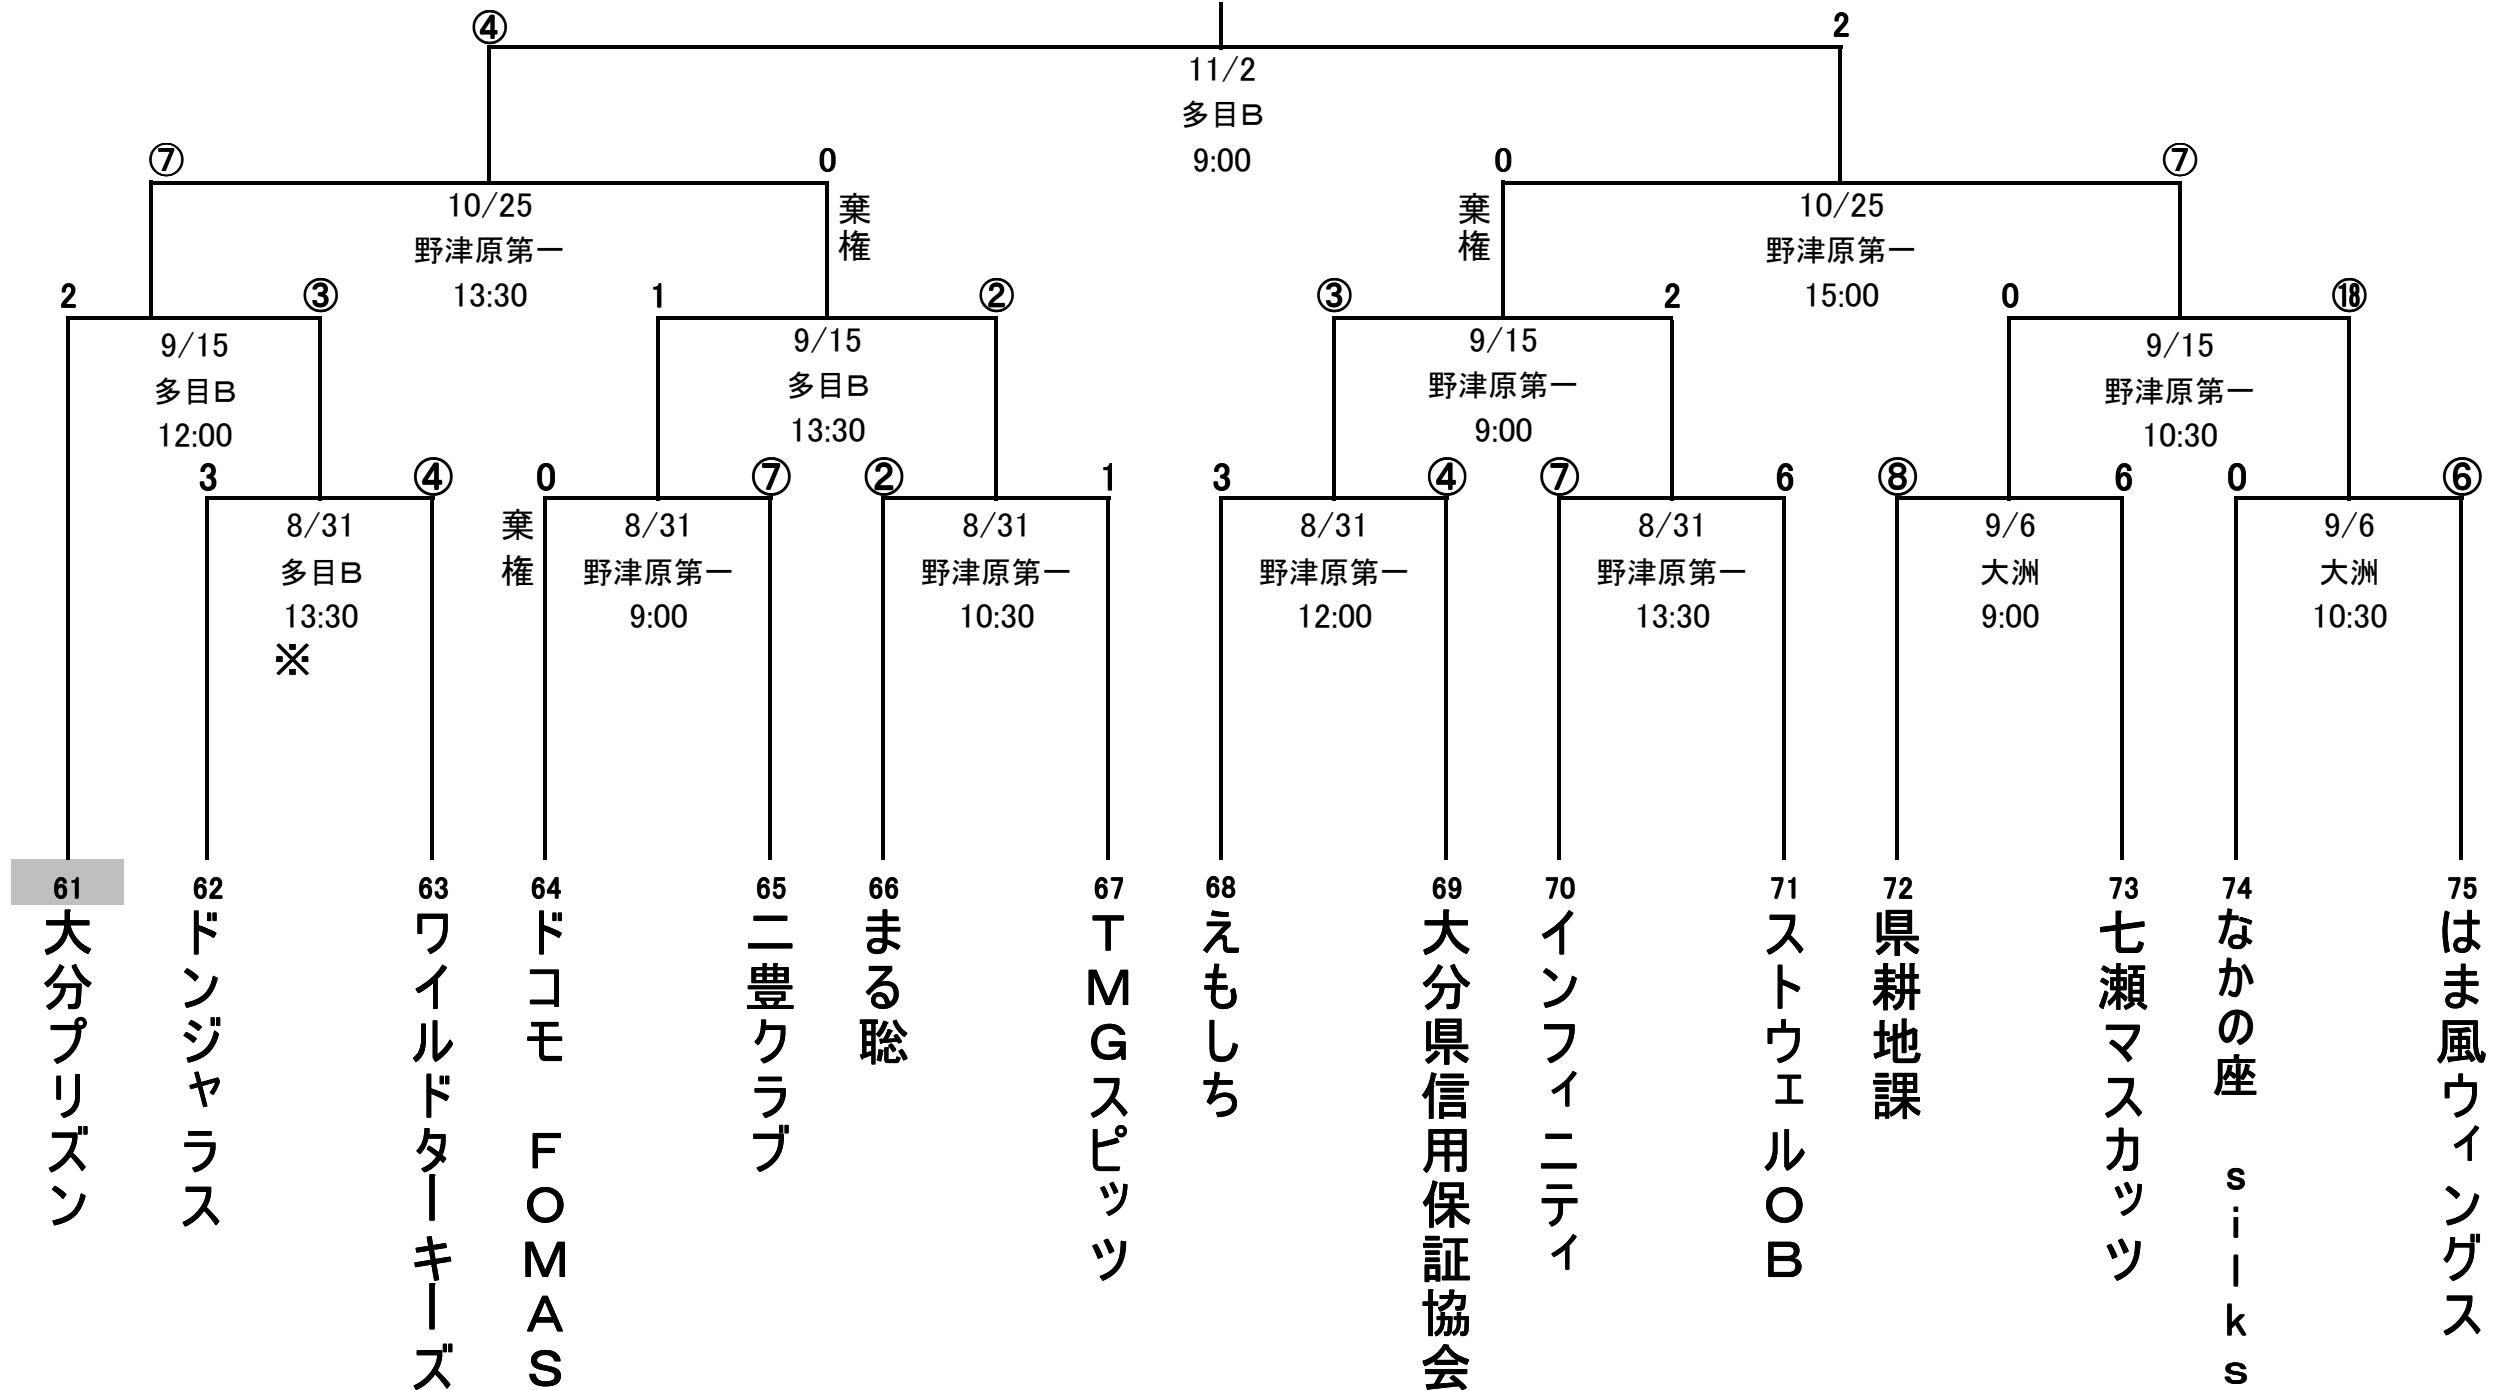 ④ 2
11/2
多目B
9:00
⑦ 0 0 ⑦
棄権 棄権
10/25 10/25
野津原第一 野津原第一
13:30 15:00
2 ③ 1 ② ③ 2 0 ⑱
9/15 9/15 9/15 9/15
多目B 多目B 野津原第一 野津原第一
12:00 13:30 9:00 10:30
3 ④ 0 ⑦ ② 1 3 ④ ⑦ 6 ⑧ 6 0 ⑥
棄権
8/31 8/31 8/31 8/31 8/31 9/6 9/6
多目B 野津原第一 野津原第一 野津原第一 野津原第一 大洲 大洲
13:30 9:00 10:30 12:00 13:30 9:00 10:30
※
61 大分プリズン
62 ドンジャラス
63 ワイルドターキーズ
64 ドコモ FOMAS
65 二豊クラブ
66 まる聡
67 TMGスピッツ
68 えもしち
69 大分県信用保証協会
70 インフィニティ
71 ストウェルOB
72 県耕地課
73 七瀬マスカッツ
74 なかの座 silks
75 はま風ウィングス